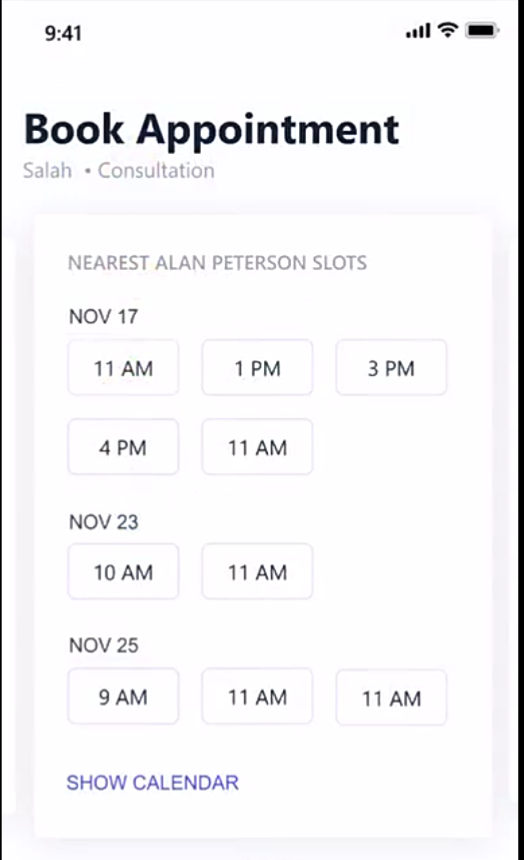 9:41
Book Appointment
Salah • Consultation
NEAREST ALAN PETERSON SLOTS
NOV 17
11 AM 1 PM 3 PM
4 PM 11 AM
NOV 23
10 AM 11 AM
NOV 25
9 AM 11 AM 11 AM
SHOW CALENDAR